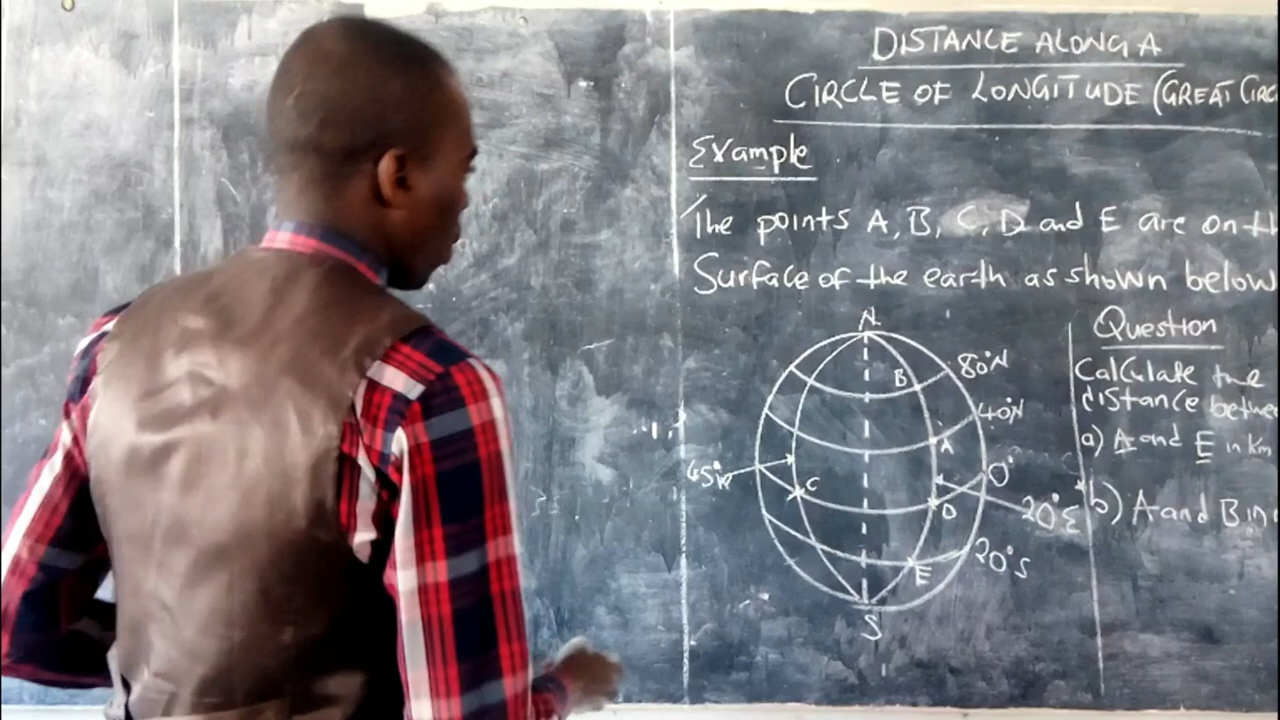 DISTANCE ALONG A
CIRCLE OF LONGITUDE (GREAT CIRC
Example
The points A, B, C, D and E are on th
Surface of the earth as shown below
N
Question
80°N
B
Calculate the
distance betwee
40°N
A
a) A and E in Km
45°W
C
0°
D
20°E
b) A and B in
20°S
E
S